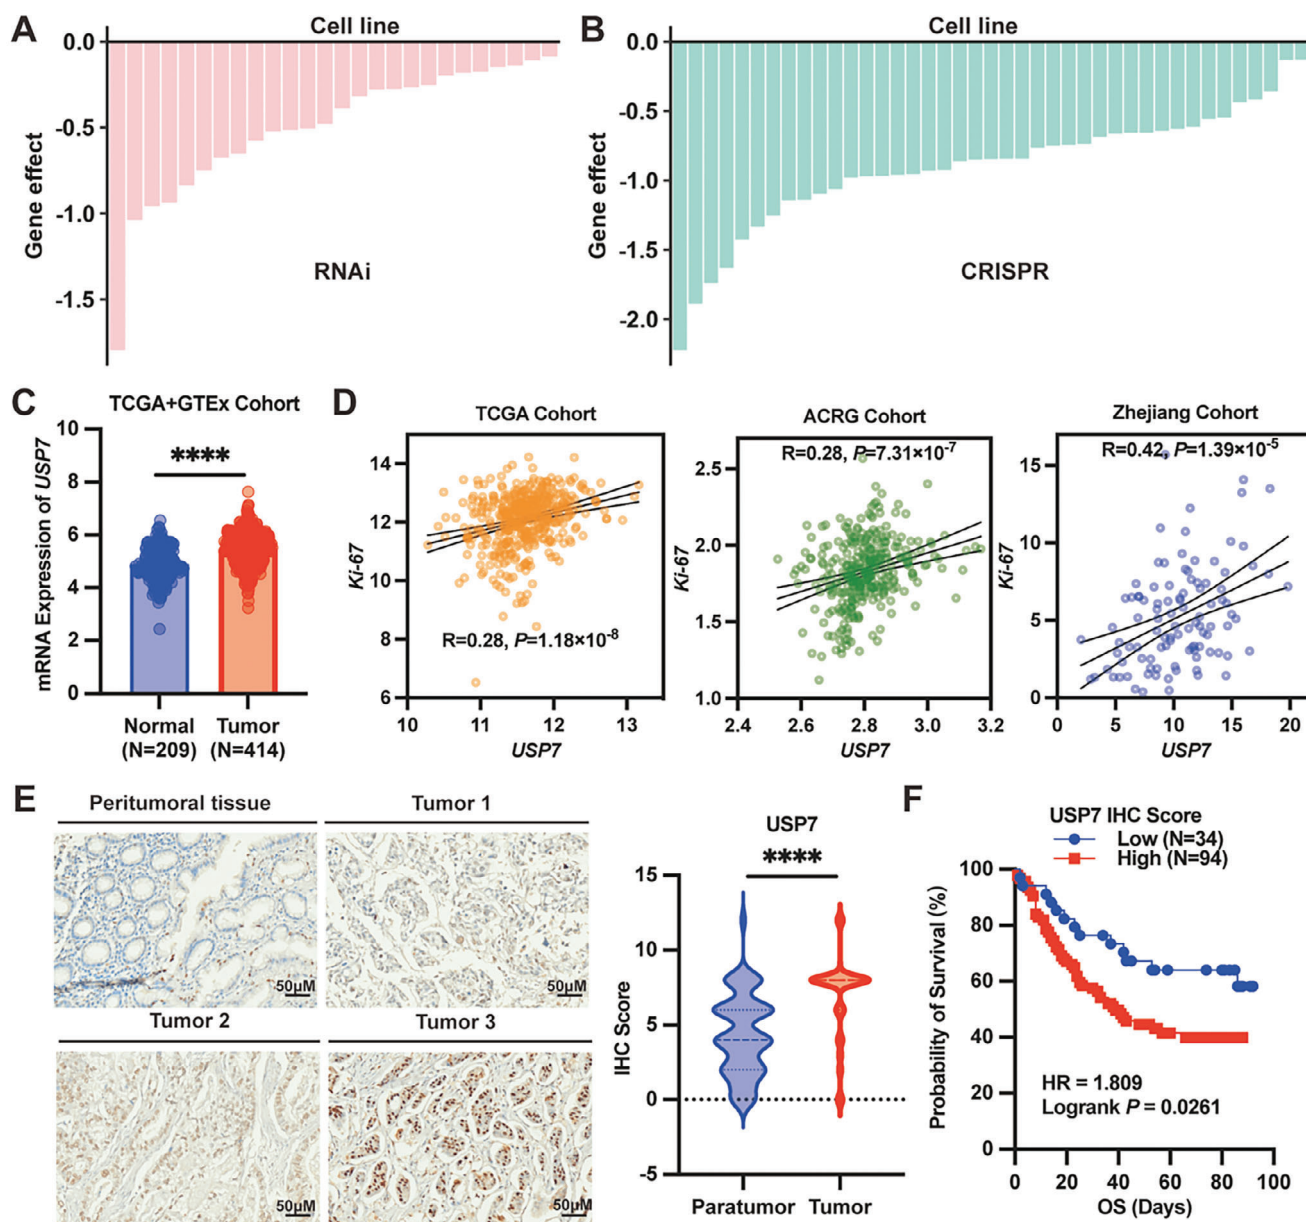 A
Cell line
0.0
-0.5
-1.0
-1.5
Gene effect
RNAi
B
Cell line
0.0
-0.5
-1.0
-1.5
-2.0
Gene effect
CRISPR
C
TCGA+GTEx Cohort
****
10
8
6
4
2
0
mRNA Expression of USP7
Normal
(N=209)
Tumor
(N=414)
D
TCGA Cohort
14
12
10
8
6
Ki-67
R=0.28, P=1.18×10-8
10
11
12
13
USP7
ACRG Cohort
R=0.28, P=7.31×10-7
2.5
2.0
1.5
1.0
Ki-67
2.4
2.6
2.8
3.0
3.2
USP7
Zhejiang Cohort
R=0.42, P=1.39×10-5
15
10
5
0
Ki-67
0
5
10
15
20
USP7
E
Peritumoral tissue
50μM
Tumor 1
50μM
Tumor 2
50μM
Tumor 3
50μM
USP7
****
15
10
5
0
-5
IHC Score
Paratumor
Tumor
F
USP7 IHC Score
Low (N=34)
High (N=94)
100
80
60
40
20
0
Probability of Survival (%)
HR = 1.809
Logrank P = 0.0261
0
20
40
60
80
100
OS (Days)